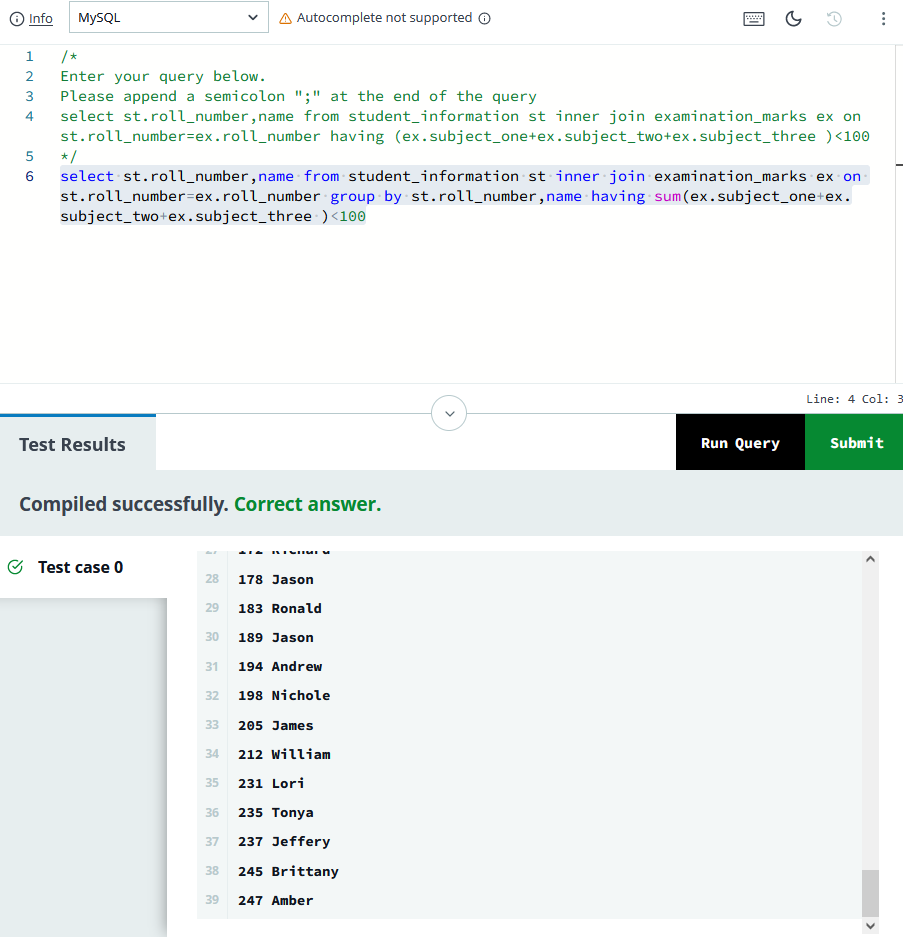 Info
MySQL
Autocomplete not supported
1 /*
2 Enter your query below.
3 Please append a semicolon ";" at the end of the query
4 select st.roll_number,name from student_information st inner join examination_marks ex on
st.roll_number=ex.roll_number having (ex.subject_one+ex.subject_two+ex.subject_three )<100
5 */
6 select st.roll_number,name from student_information st inner join examination_marks ex on
st.roll_number=ex.roll_number group by st.roll_number,name having sum(ex.subject_one+ex.
subject_two+ex.subject_three )<100
Line: 4 Col: 3
Test Results
Run Query
Submit
Compiled successfully. Correct answer.
Test case 0
27 172 Richard
28 178 Jason
29 183 Ronald
30 189 Jason
31 194 Andrew
32 198 Nichole
33 205 James
34 212 William
35 231 Lori
36 235 Tonya
37 237 Jeffery
38 245 Brittany
39 247 Amber